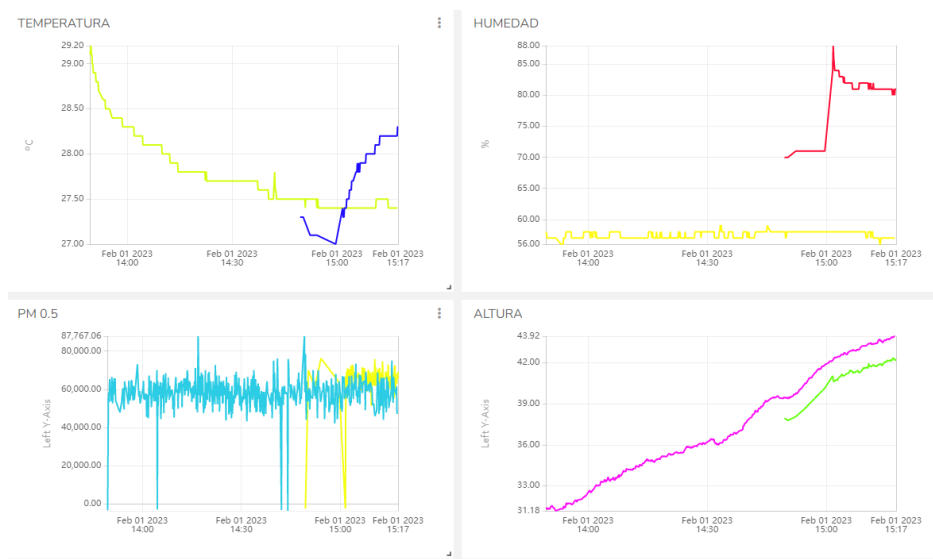 TEMPERATURA
29.20
29.00
28.50
28.00
27.50
27.00
ºC
Feb 01 2023
14:00
Feb 01 2023
14:30
Feb 01 2023
15:00
Feb 01 2023
15:17
HUMEDAD
88.00
85.00
80.00
75.00
70.00
65.00
60.00
56.00
%
Feb 01 2023
14:00
Feb 01 2023
14:30
Feb 01 2023
15:00
Feb 01 2023
15:17
PM 0.5
87,767.06
80,000.00
60,000.00
40,000.00
20,000.00
0.00
Left Y-Axis
Feb 01 2023
14:00
Feb 01 2023
14:30
Feb 01 2023
15:00
Feb 01 2023
15:17
ALTURA
43.92
42.00
39.00
36.00
33.00
31.18
Left Y-Axis
Feb 01 2023
14:00
Feb 01 2023
14:30
Feb 01 2023
15:00
Feb 01 2023
15:17